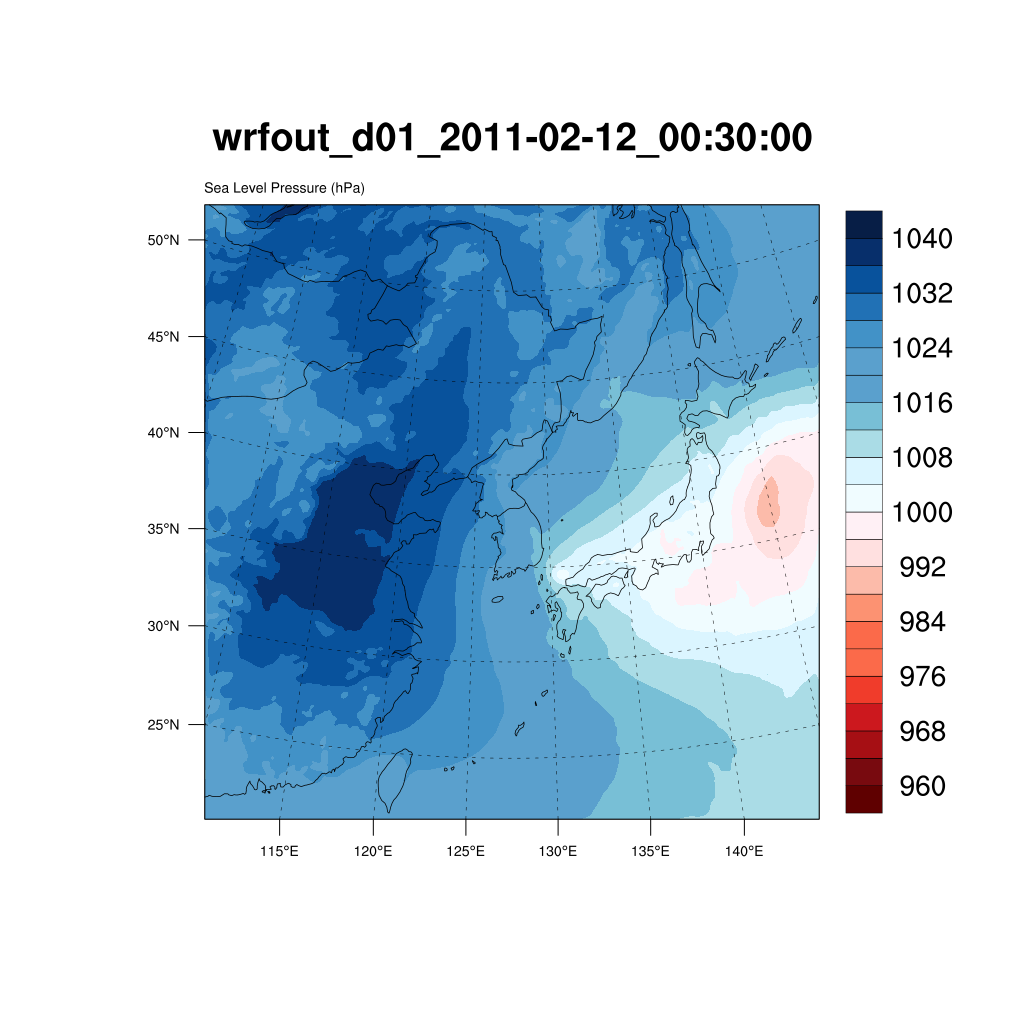 wrfout_d01_2011-02-12_00:30:00
Sea Level Pressure (hPa)
50°N
45°N
40°N
35°N
30°N
25°N
115°E 120°E 125°E 130°E 135°E 140°E
1040
1032
1024
1016
1008
1000
992
984
976
968
960